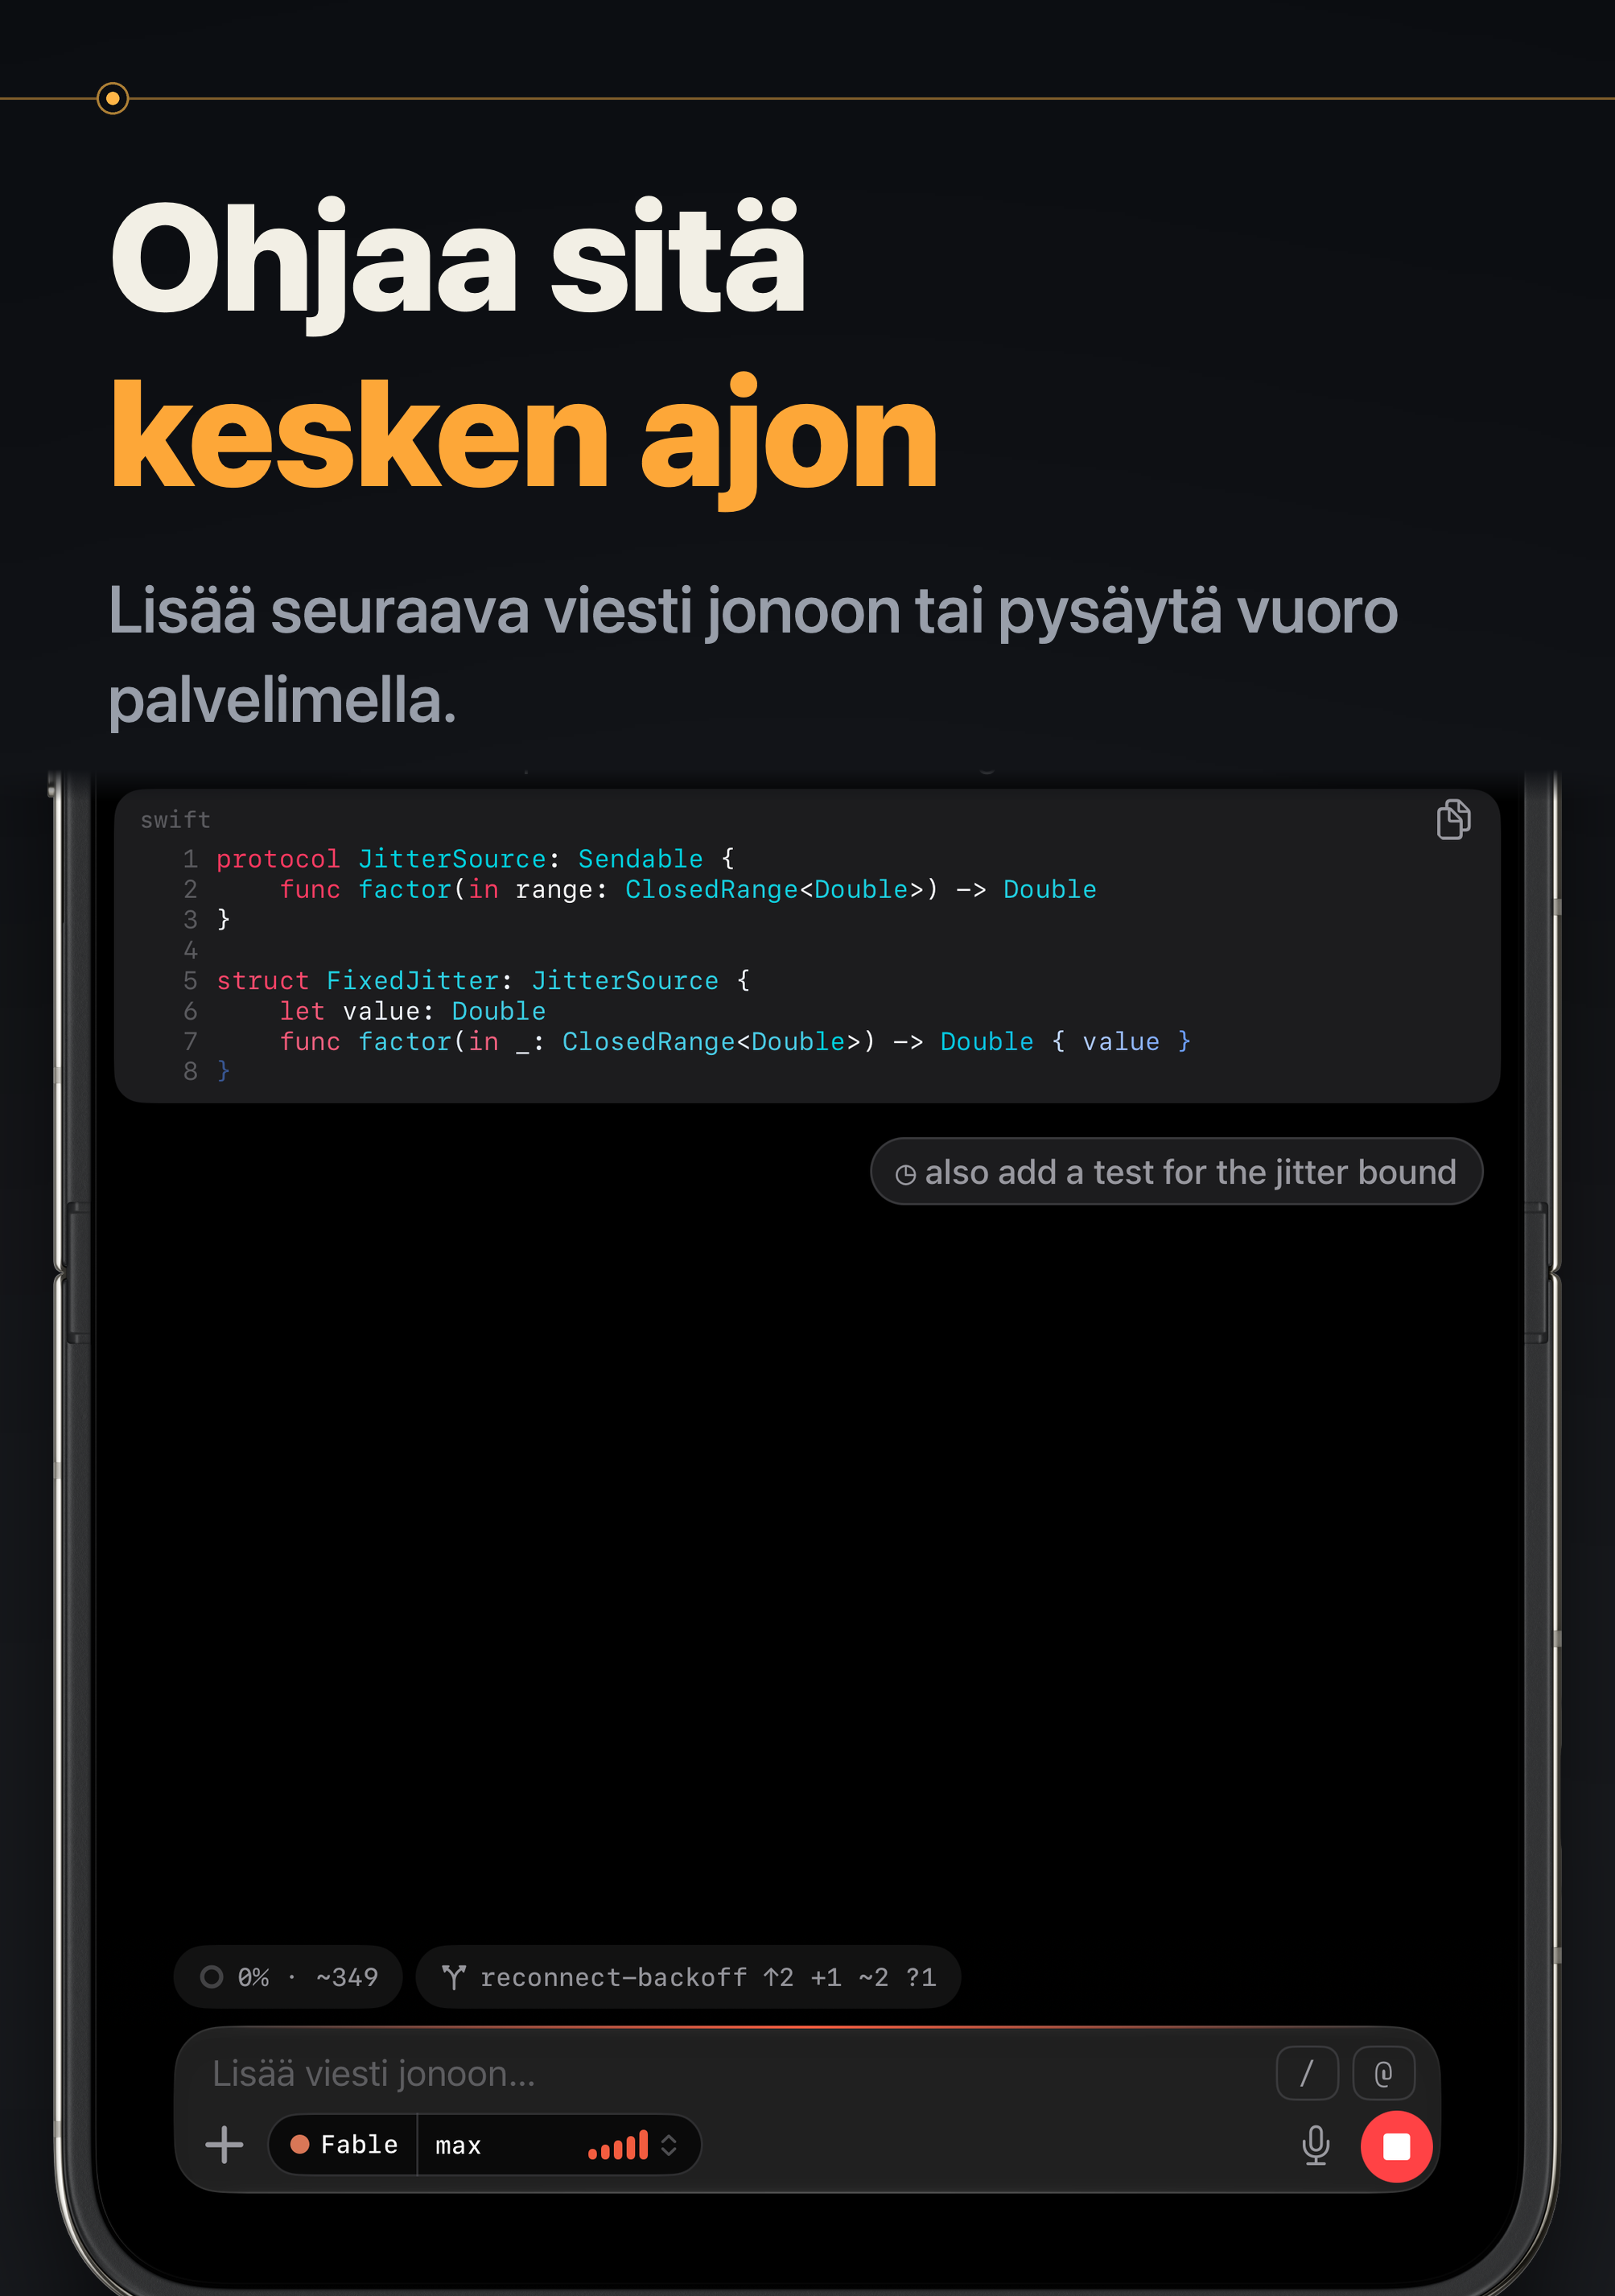 Ohjaa sitä
kesken ajon
Lisää seuraava viesti jonoon tai pysäytä vuoro
palvelimella.
swift
1 protocol JitterSource: Sendable {
2     func factor(in range: ClosedRange<Double>) -> Double
3 }
4
5 struct FixedJitter: JitterSource {
6     let value: Double
7     func factor(in _: ClosedRange<Double>) -> Double { value }
8 }
also add a test for the jitter bound
0% · ~349
reconnect-backoff ↑2 +1 ~2 ?1
Lisää viesti jonoon… / @
Fable max